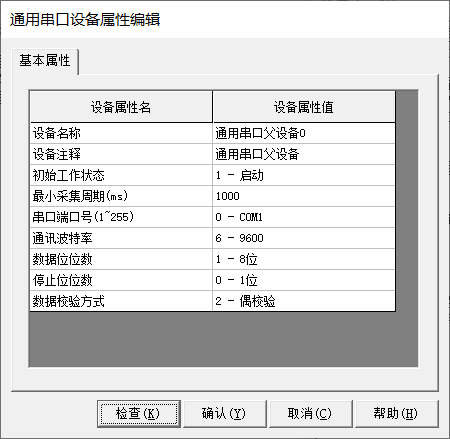 通用串口设备属性编辑
基本属性
设备属性名 设备属性值
设备名称 通用串口父设备0
设备注释 通用串口父设备
初始工作状态 1 - 启动
最小采集周期(ms) 1000
串口端口号(1~255) 0 - COM1
通讯波特率 6 - 9600
数据位位数 1 - 8位
停止位位数 0 - 1位
数据校验方式 2 - 偶校验
检查(K) 确认(Y) 取消(C) 帮助(H)